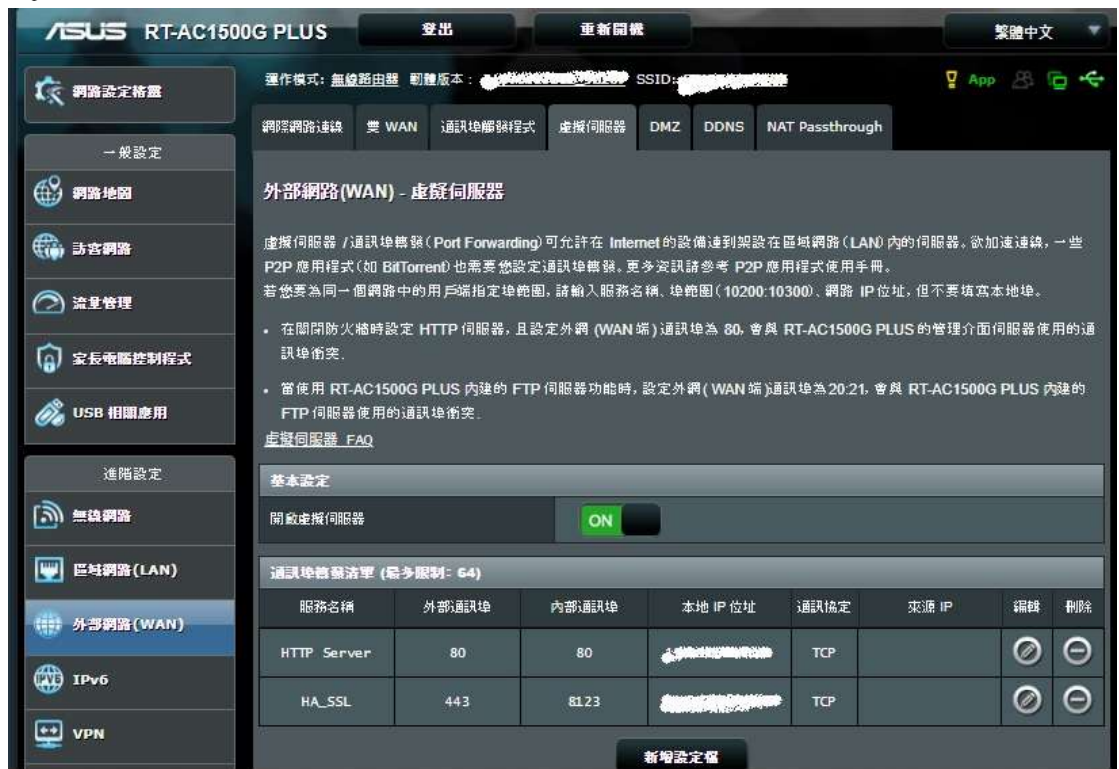 ASUS RT-AC1500G PLUS 登出 重新開機 繁體中文
運作模式: 無線路由器 韌體版本: SSID: App
網路設定精靈
網際網路連線 雙 WAN 通訊埠觸發程式 虛擬伺服器 DMZ DDNS NAT Passthrough
一般設定
網路地圖
訪客網路
流量管理
家長電腦控制程式
USB 相關應用
進階設定
無線網路
區域網路(LAN)
外部網路(WAN)
IPv6
VPN
外部網路(WAN) - 虛擬伺服器
虛擬伺服器 / 通訊埠轉發(Port Forwarding)可允許在 Internet 的設備連到架設在區域網路(LAN)內的伺服器。欲加速連線,一些
P2P 應用程式(如 BitTorrent)也需要您設定通訊埠轉發。更多資訊請參考 P2P 應用程式使用手冊。
若您要為同一個網路中的用戶端指定埠範圍,請輸入服務名稱、埠範圍(10200:10300)、網路 IP 位址,但不要填寫本地埠。
• 在關閉防火牆時設定 HTTP 伺服器,且設定外網 (WAN 端)通訊埠為 80,會與 RT-AC1500G PLUS 的管理介面伺服器使用的通
訊埠衝突.
• 當使用 RT-AC1500G PLUS 內建的 FTP 伺服器功能時,設定外網( WAN 端)通訊埠為20:21,會與 RT-AC1500G PLUS 內建的
FTP 伺服器使用的通訊埠衝突.
虛擬伺服器 FAQ
基本設定
開啟虛擬伺服器 ON
通訊埠轉發清單 (最多限制: 64)
服務名稱 外部通訊埠 內部通訊埠 本地 IP 位址 通訊協定 來源 IP 編輯 刪除
HTTP Server 80 80 TCP
HA_SSL 443 8123 TCP
新增設定檔